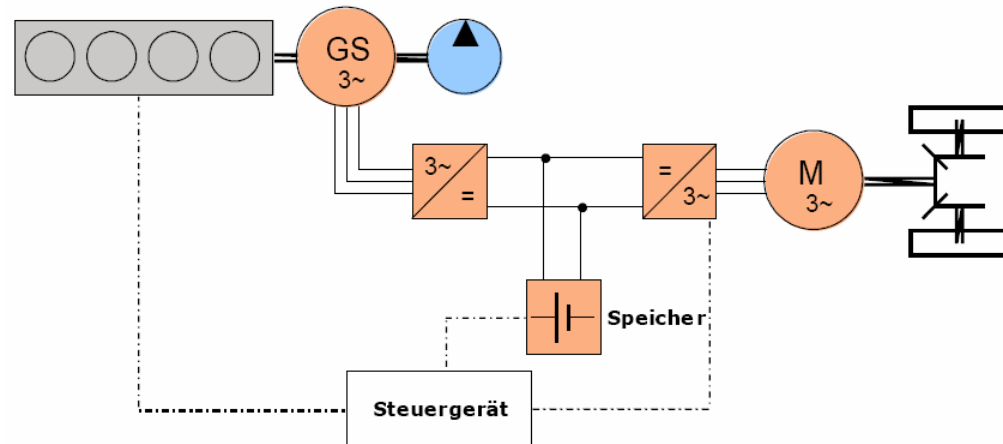 GS
3~
3~
=
=
3~
M
3~
Speicher
Steuergerät